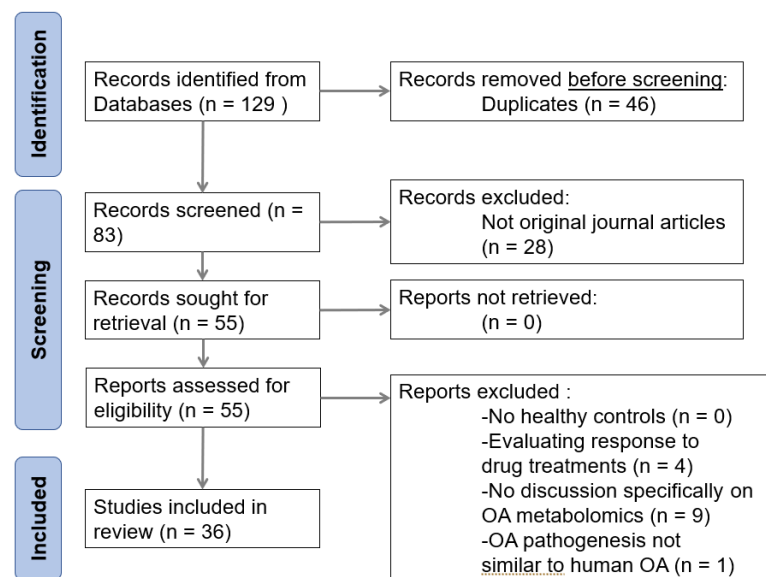 Identification
Records identified from
Databases (n = 129 )
Records removed before screening:
Duplicates (n = 46)
Screening
Records screened (n =
83)
Records excluded:
Not original journal articles
(n = 28)
Records sought for
retrieval (n = 55)
Reports not retrieved:
(n = 0)
Reports assessed for
eligibility (n = 55)
Reports excluded :
-No healthy controls (n = 0)
-Evaluating response to
drug treatments (n = 4)
-No discussion specifically on
OA metabolomics (n = 9)
-OA pathogenesis not
similar to human OA (n = 1)
Included
Studies included in
review (n = 36)